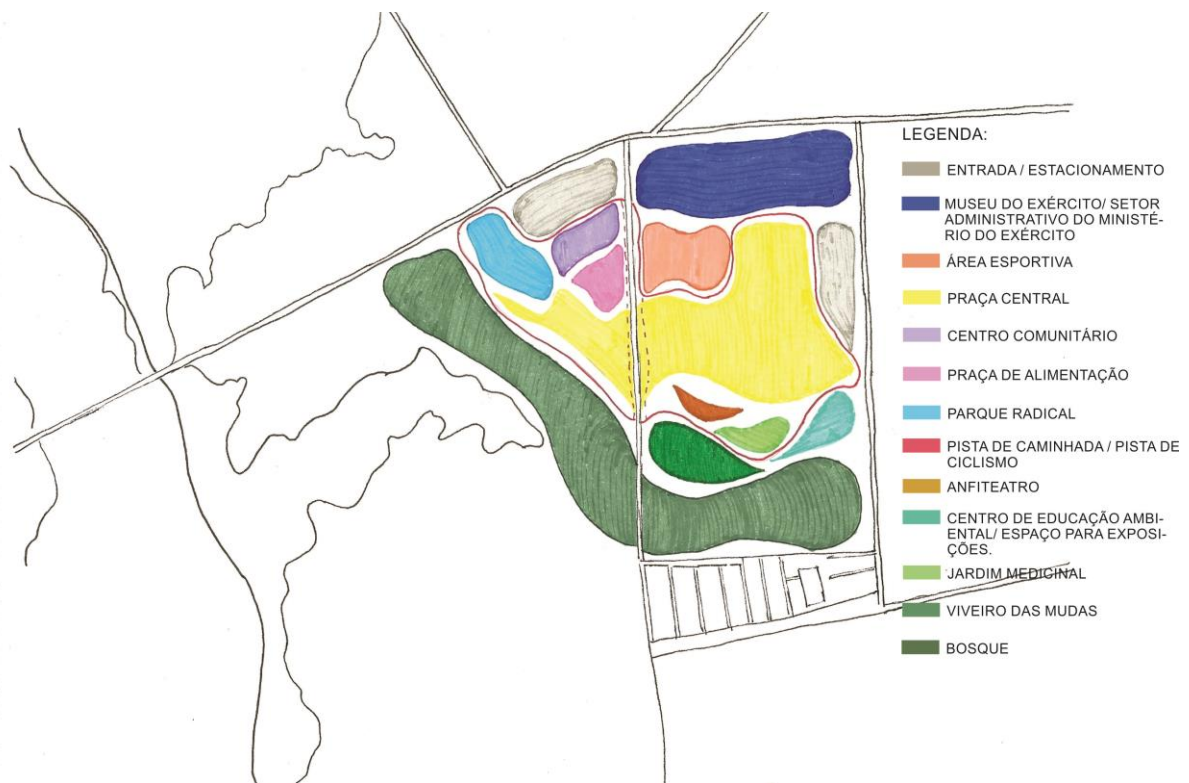 LEGENDA:
ENTRADA / ESTACIONAMENTO
MUSEU DO EXÉRCITO/ SETOR
ADMINISTRATIVO DO MINISTÉ-
RIO DO EXÉRCITO
ÁREA ESPORTIVA
PRAÇA CENTRAL
CENTRO COMUNITÁRIO
PRAÇA DE ALIMENTAÇÃO
PARQUE RADICAL
PISTA DE CAMINHADA / PISTA DE
CICLISMO
ANFITEATRO
CENTRO DE EDUCAÇÃO AMBI-
ENTAL/ ESPAÇO PARA EXPOSI-
ÇÕES.
JARDIM MEDICINAL
VIVEIRO DAS MUDAS
BOSQUE